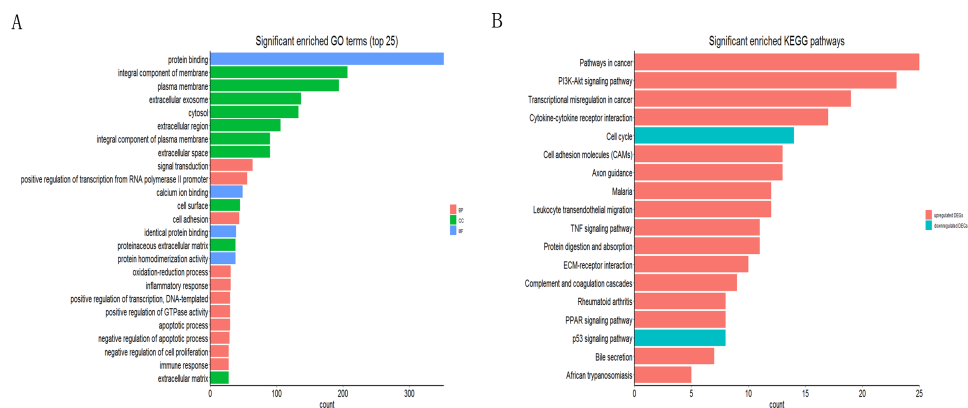 A
Significant enriched GO terms (top 25)
protein binding
integral component of membrane
plasma membrane
extracellular exosome
cytosol
extracellular region
integral component of plasma membrane
extracellular space
signal transduction
positive regulation of transcription from RNA polymerase II promoter
calcium ion binding
cell surface
cell adhesion
identical protein binding
proteinaceous extracellular matrix
protein homodimerization activity
oxidation-reduction process
inflammatory response
positive regulation of transcription, DNA-templated
positive regulation of GTPase activity
apoptotic process
negative regulation of apoptotic process
negative regulation of cell proliferation
immune response
extracellular matrix
0 100 200 300
count
BP
CC
MF
B
Significant enriched KEGG pathways
Pathways in cancer
PI3K-Akt signaling pathway
Transcriptional misregulation in cancer
Cytokine-cytokine receptor interaction
Cell cycle
Cell adhesion molecules (CAMs)
Axon guidance
Malaria
Leukocyte transendothelial migration
TNF signaling pathway
Protein digestion and absorption
ECM-receptor interaction
Complement and coagulation cascades
Rheumatoid arthritis
PPAR signaling pathway
p53 signaling pathway
Bile secretion
African trypanosomiasis
0 5 10 15 20 25
count
upregulated DEGs
downregulated DEGs